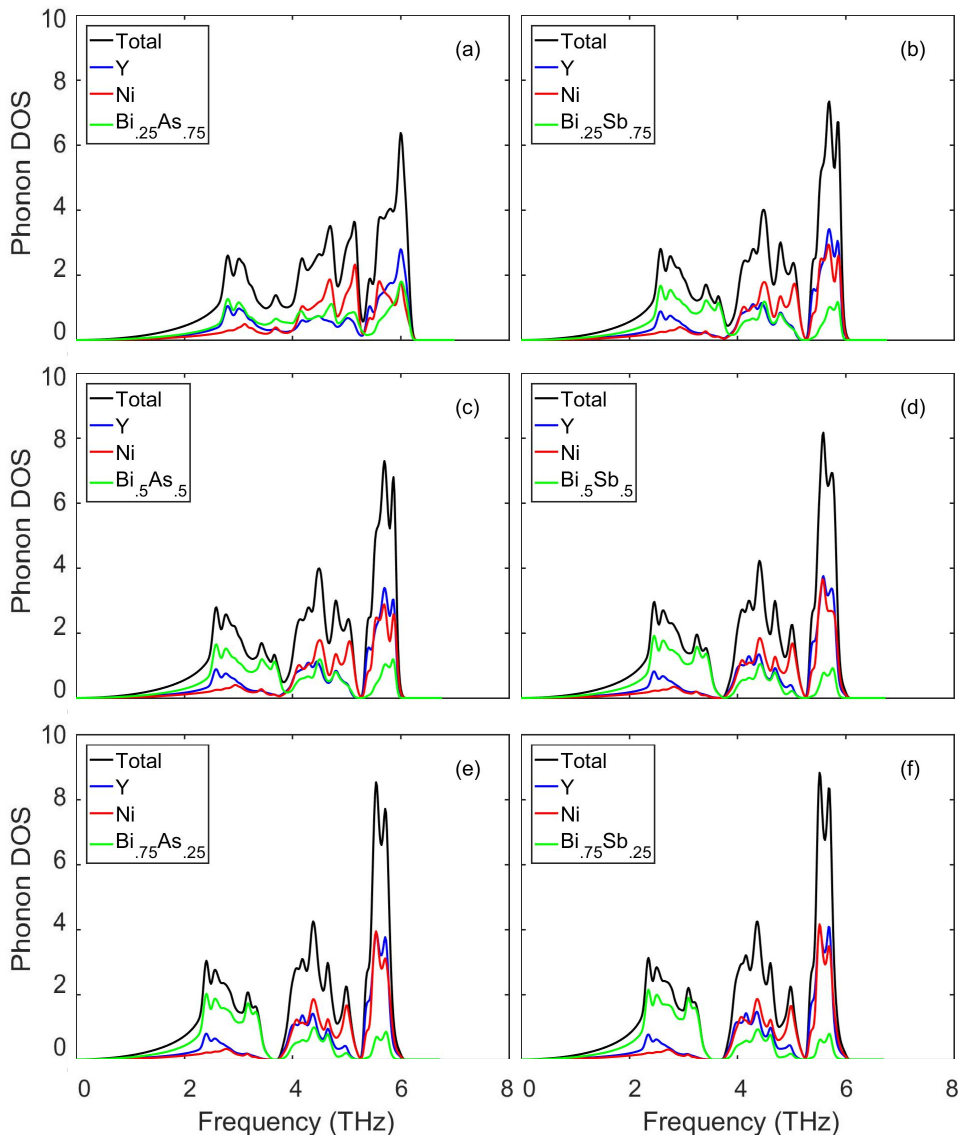 10
8
6
4
2
0
Phonon DOS
Total
Y
Ni
Bi.25As.75
(a)
Total
Y
Ni
Bi.25Sb.75
(b)
10
8
6
4
2
0
Phonon DOS
Total
Y
Ni
Bi.5As.5
(c)
Total
Y
Ni
Bi.5Sb.5
(d)
10
8
6
4
2
0
Phonon DOS
Total
Y
Ni
Bi.75As.25
(e)
Total
Y
Ni
Bi.75Sb.25
(f)
0 2 4 6 8
Frequency (THz)
0 2 4 6 8
Frequency (THz)